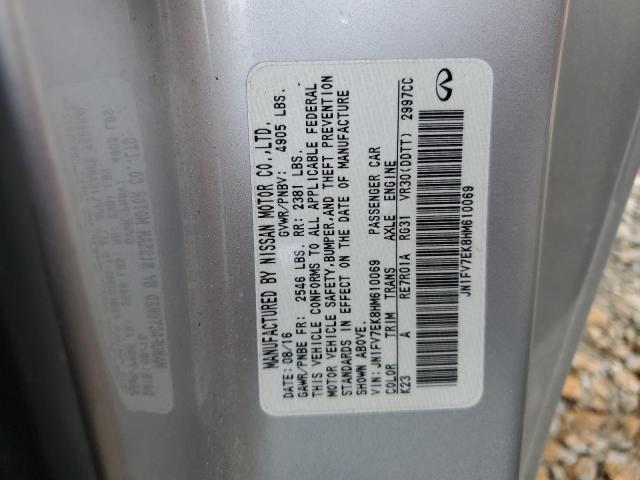 MANUFACTURED BY NISSAN MOTOR CO.,LTD.
DATE: 08/16 GVWR/PNBV: 4905 LBS.
GAWR/PNBE FR: 2546 LBS. RR: 2381 LBS.
THIS VEHICLE CONFORMS TO ALL APPLICABLE FEDERAL
MOTOR VEHICLE SAFETY,BUMPER,AND THEFT PREVENTION
STANDARDS IN EFFECT ON THE DATE OF MANUFACTURE
SHOWN ABOVE.
VIN:JN1FV7EK8HM610069 PASSENGER CAR
COLOR TRIM TRANS AXLE ENGINE
K23 A RE7R01A RG31 VR30(DDTT) 2997CC
JN1FV7EK8HM610069